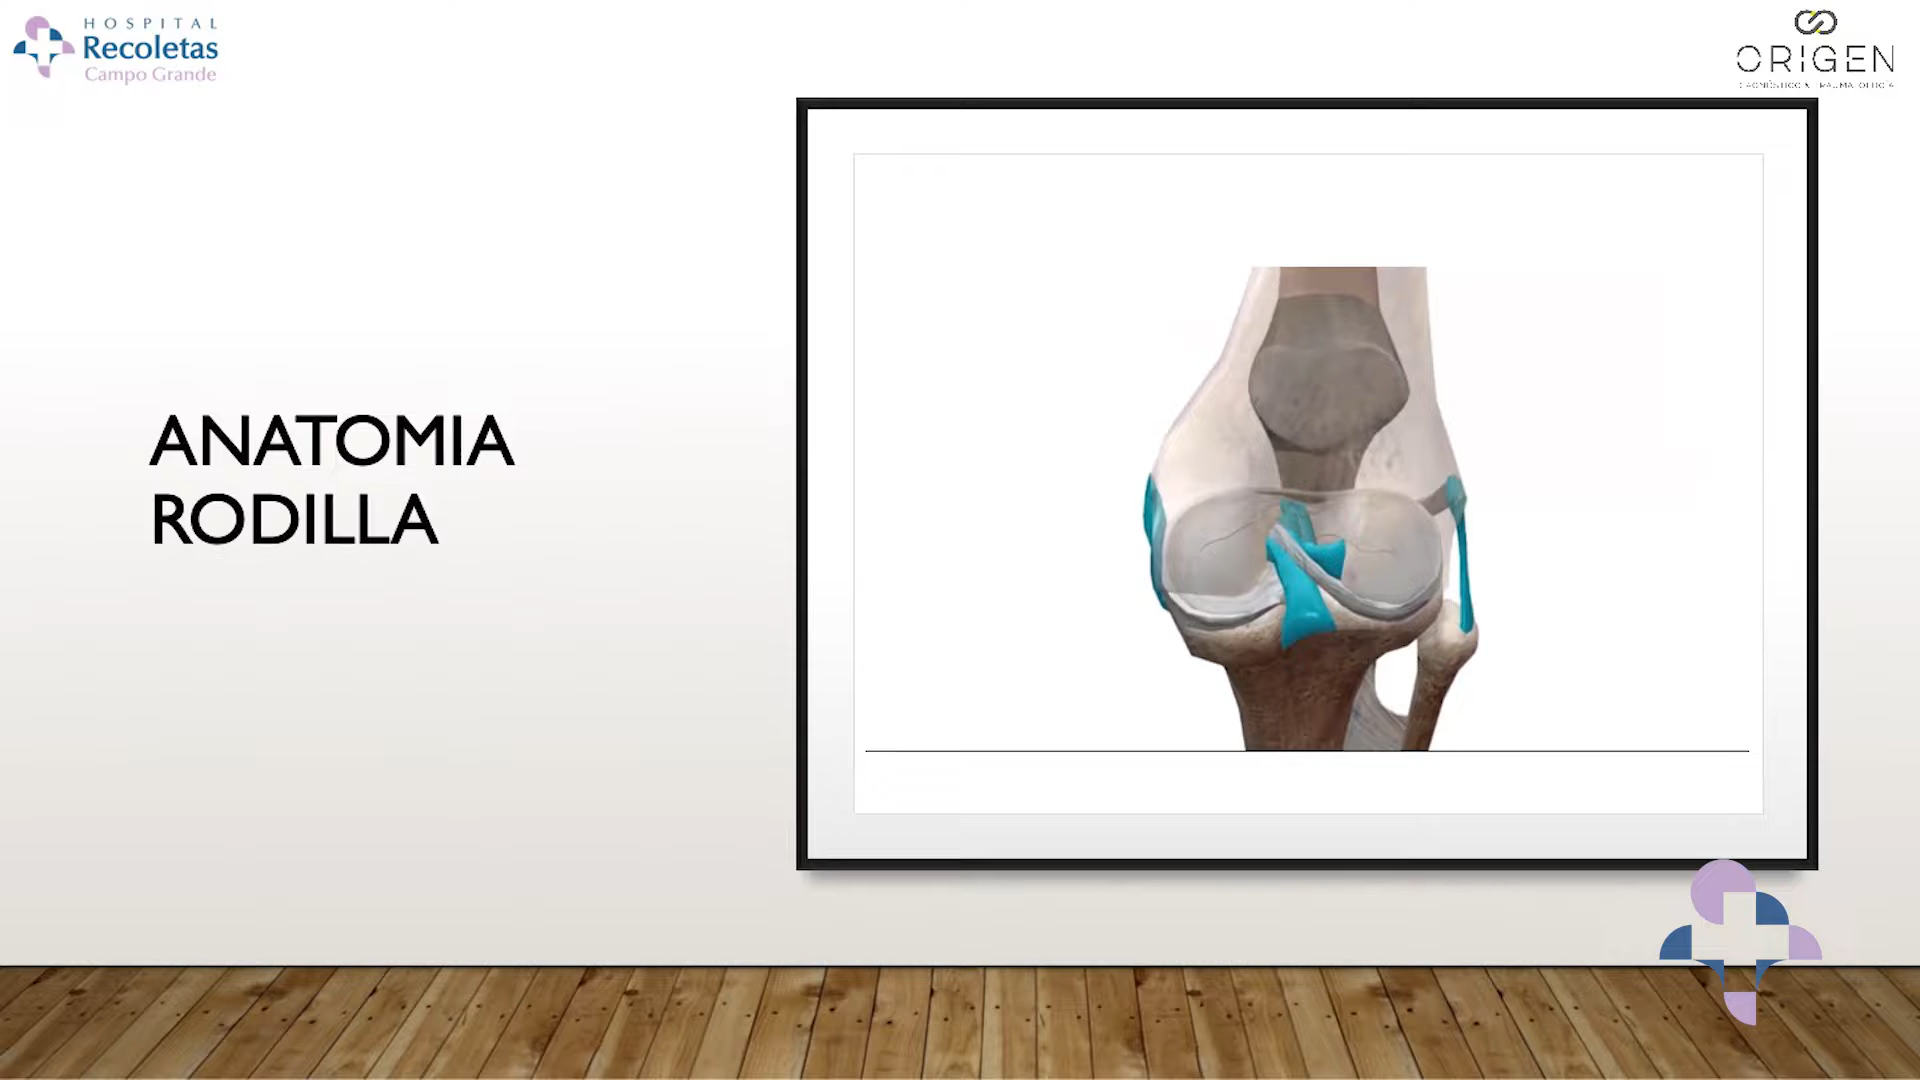 HOSPITAL
Recoletas
Campo Grande
ORIGEN
ANATOMIA
RODILLA